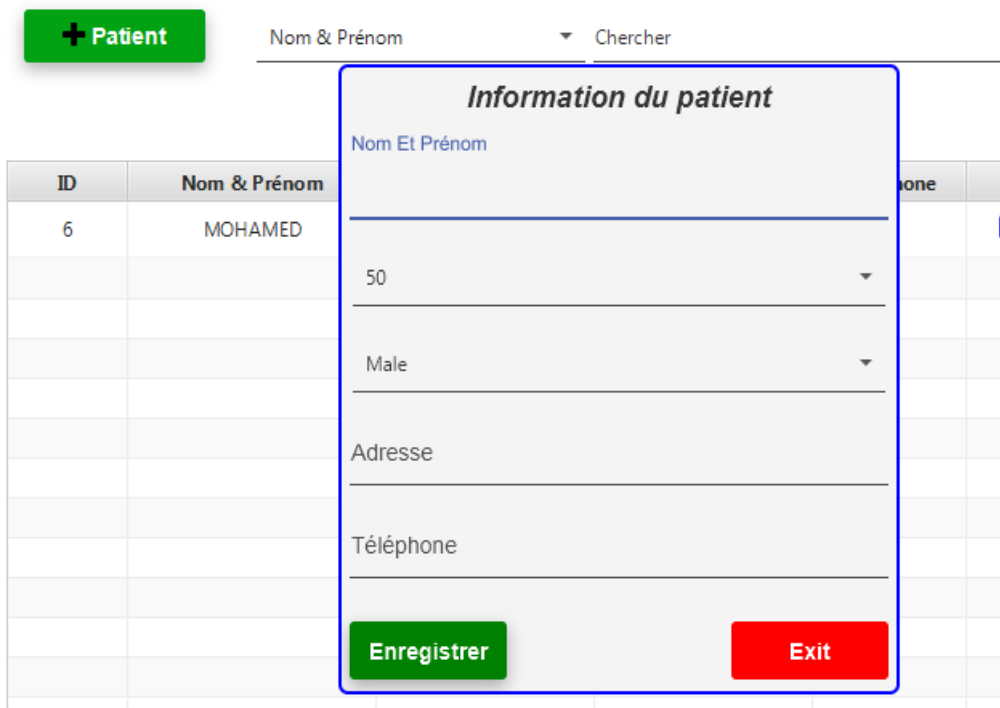 Patient
Nom & Prénom
Chercher
Information du patient
Nom Et Prénom
ID
Nom & Prénom
hone
6
MOHAMED
50
Male
Adresse
Téléphone
Enregistrer
Exit